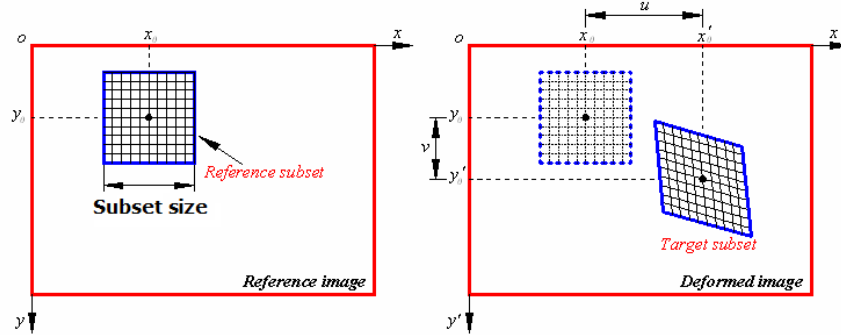 o
x₀
x
y₀
Reference subset
Subset size
Reference image
y
u
o
x₀
x₀′
x
y₀
v
y₀′
Target subset
Deformed image
y′